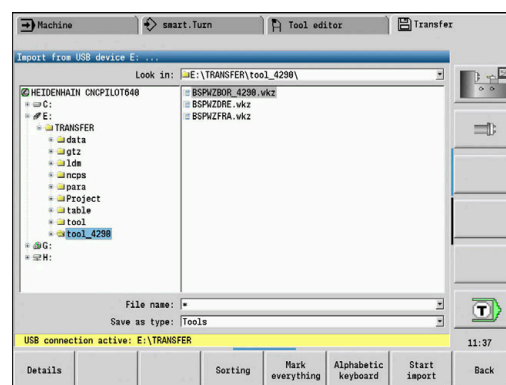 Machine
smart.Turn
Tool editor
Transfer
Import from USB device E: ...
Look in: E:\TRANSFER\tool_4290\
HEIDENHAIN CNCPILOT640
C:
E:
TRANSFER
data
gtz
ldm
ncps
para
Project
table
tool
tool_4290
G:
H:
BSPWZBOR_4290.wkz
BSPWZDRE.vkz
BSPWZFRA.vkz
File name: *
Save as type: Tools
USB connection active: E:\TRANSFER
T
11:37
Details
Sorting
Mark everything
Alphabetic keyboard
Start import
Back